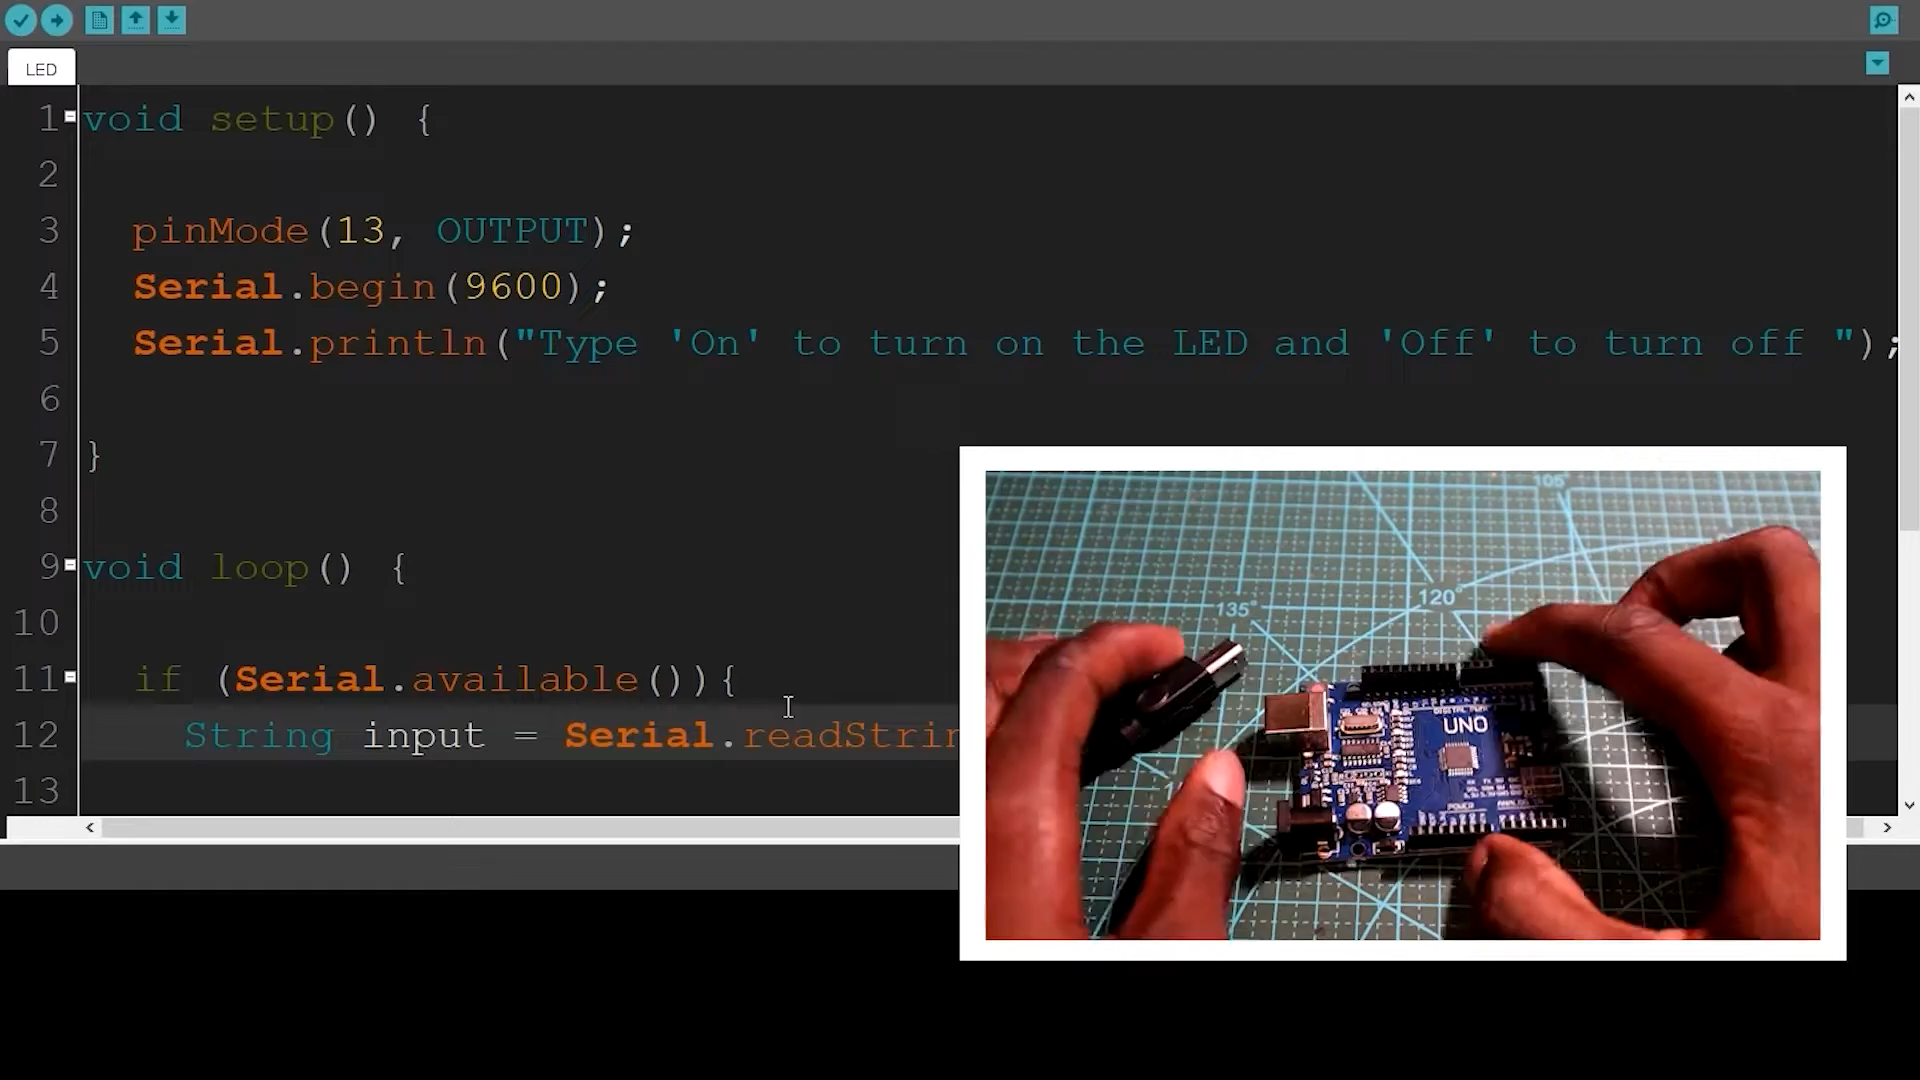 LED
1 void setup() {
2
3 pinMode(13, OUTPUT);
4 Serial.begin(9600);
5 Serial.println("Type 'On' to turn on the LED and 'Off' to turn off ");
6
7 }
8
9 void loop() {
10
11 if (Serial.available()){
12 String input = Serial.readStrin
13
105°
135°
120°
UNO
POWER